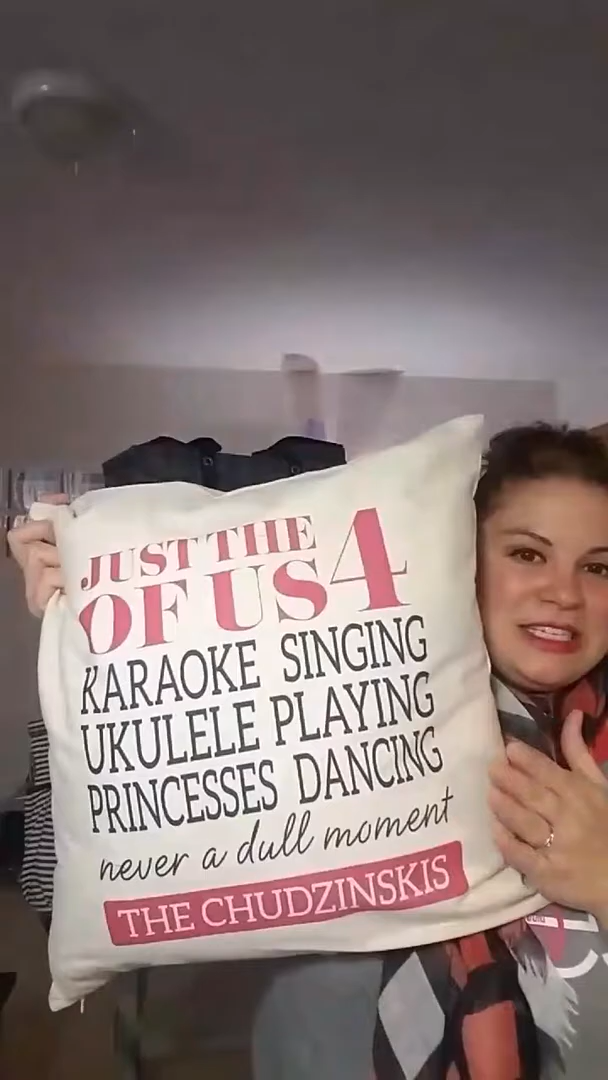 JUST THE
OF US 4
KARAOKE SINGING
UKULELE PLAYING
PRINCESSES DANCING
never a dull moment
THE CHUDZINSKIS